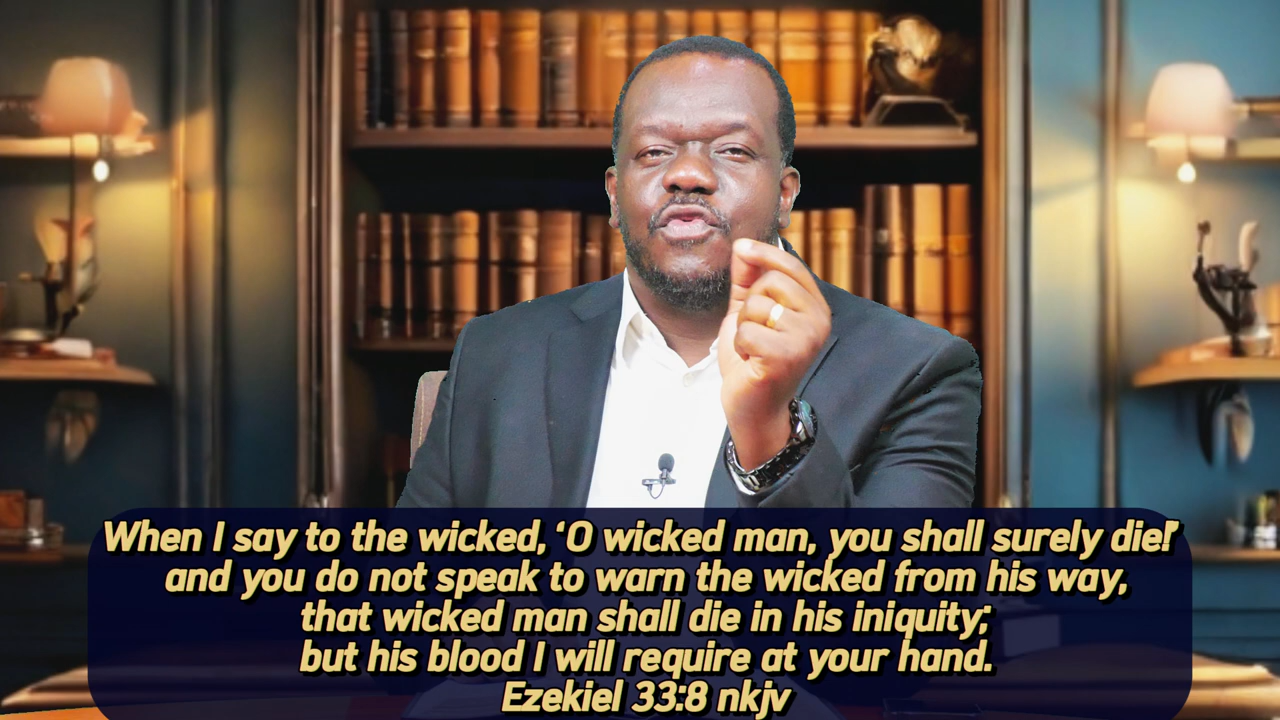 When I say to the wicked, ‘O wicked man, you shall surely die!’
and you do not speak to warn the wicked from his way,
that wicked man shall die in his iniquity;
but his blood I will require at your hand.
Ezekiel 33:8 nkjv